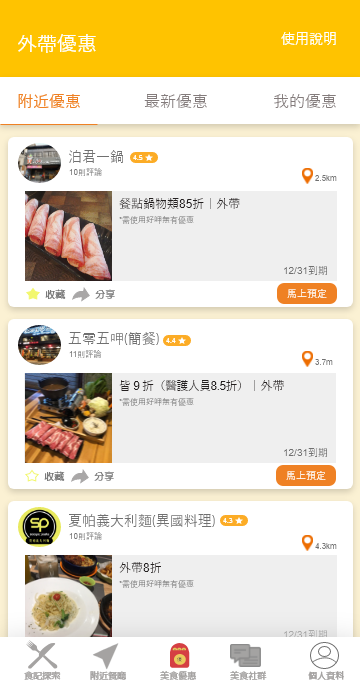 外帶優惠
使用說明
附近優惠
最新優惠
我的優惠
泊君一鍋 4.5 ★
10則評論
2.5km
餐點鍋物類85折｜外帶
*需使用好呷無有優惠
12/31到期
收藏
分享
馬上預定
五零五呷(簡餐) 4.4 ★
11則評論
3.7m
皆９折（醫護人員8.5折）｜外帶
*需使用好呷無有優惠
12/31到期
收藏
分享
馬上預定
夏帕義大利麵(異國料理) 4.3 ★
sp
10則評論
4.3km
外帶8折
*需使用好呷無有優惠
12/31到期
食記探索
附近餐廳
美食優惠
美食社群
個人資料